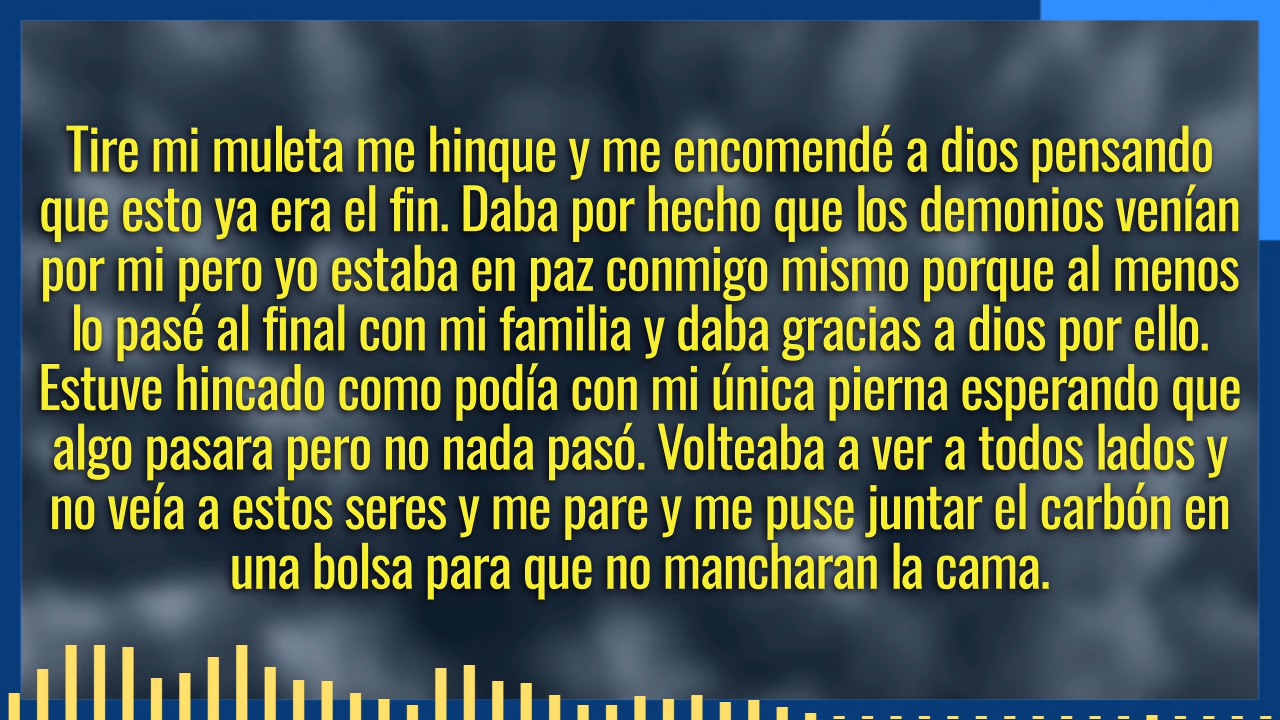 Tire mi muleta me hinque y me encomendé a dios pensando
que esto ya era el fin. Daba por hecho que los demonios venían
por mi pero yo estaba en paz conmigo mismo porque al menos
lo pasé al final con mi familia y daba gracias a dios por ello.
Estuve hincado como podía con mi única pierna esperando que
algo pasara pero no nada pasó. Volteaba a ver a todos lados y
no veía a estos seres y me pare y me puse juntar el carbón en
una bolsa para que no mancharan la cama.